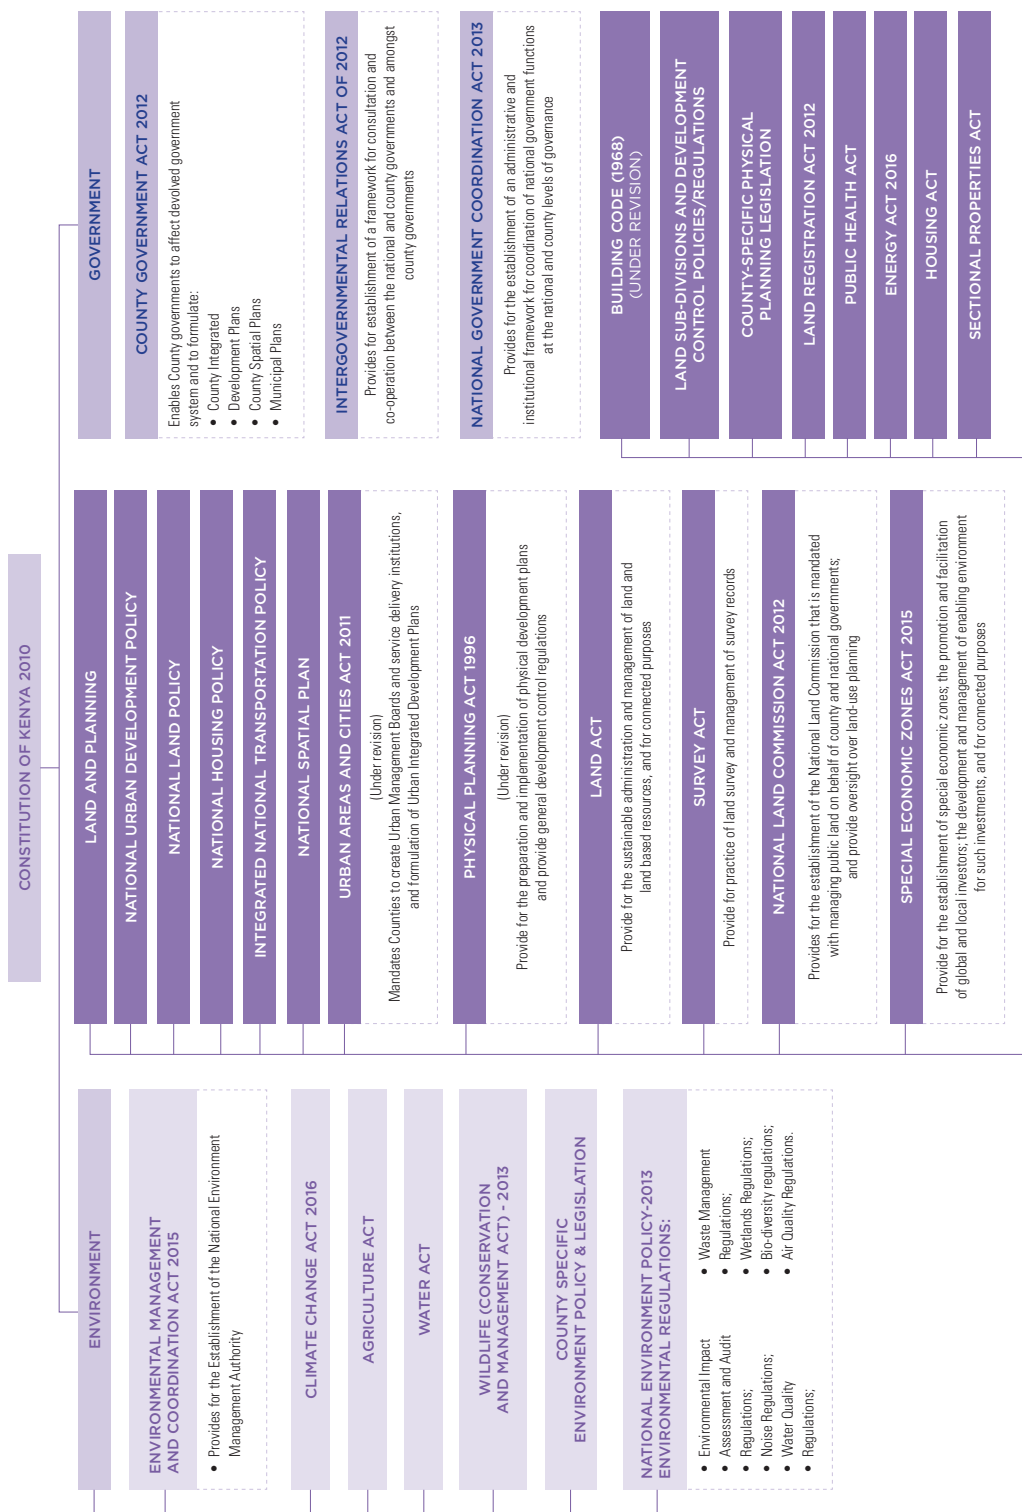 CONSTITUTION OF KENYA 2010
ENVIRONMENT
ENVIRONMENTAL MANAGEMENT
AND COORDINATION ACT 2015
• Provides for the Establishment of the National Environment
Management Authority
CLIMATE CHANGE ACT 2016
AGRICULTURE ACT
WATER ACT
WILDLIFE (CONSERVATION
AND MANAGEMENT ACT) - 2013
COUNTY SPECIFIC
ENVIRONMENT POLICY & LEGISLATION
NATIONAL ENVIRONMENT POLICY-2013
ENVIRONMENTAL REGULATIONS:
• Environmental Impact
• Assessment and Audit
• Regulations;
• Noise Regulations;
• Water Quality
• Regulations;
• Waste Management
• Regulations;
• Wetlands Regulations;
• Bio-diversity regulations;
• Air Quality Regulations.
LAND AND PLANNING
NATIONAL URBAN DEVELOPMENT POLICY
NATIONAL LAND POLICY
NATIONAL HOUSING POLICY
INTEGRATED NATIONAL TRANSPORTATION POLICY
NATIONAL SPATIAL PLAN
URBAN AREAS AND CITIES ACT 2011
(Under revision)
Mandates Counties to create Urban Management Boards and service delivery institutions,
and formulation of Urban Integrated Development Plans
PHYSICAL PLANNING ACT 1996
(Under revision)
Provide for the preparation and implementation of physical development plans
and provide general development control regulations
LAND ACT
Provide for the sustainable administration and management of land and
land based resources, and for connected purposes
SURVEY ACT
Provide for practice of land survey and management of survey records
NATIONAL LAND COMMISSION ACT 2012
Provides for the establishment of the National Land Commission that is mandated
with managing public land on behalf of county and national governments;
and provide oversight over land-use planning
SPECIAL ECONOMIC ZONES ACT 2015
Provide for the establishment of special economic zones; the promotion and facilitation
of global and local investors; the development and management of enabling environment
for such investments, and for connected purposes
GOVERNMENT
COUNTY GOVERNMENT ACT 2012
Enables County governments to affect devolved government
system and to formulate:
• County Integrated
• Development Plans
• County Spatial Plans
• Municipal Plans
INTERGOVERNMENTAL RELATIONS ACT OF 2012
Provides for establishment of a framework for consultation and
co-operation between the national and county governments and amongst
county governments
NATIONAL GOVERNMENT COORDINATION ACT 2013
Provides for the establishment of an administrative and
institutional framework for coordination of national government functions
at the national and county levels of governance
BUILDING CODE (1968)
(UNDER REVISION)
LAND SUB-DIVISIONS AND DEVELOPMENT
CONTROL POLICIES/REGULATIONS
COUNTY-SPECIFIC PHYSICAL
PLANNING LEGISLATION
LAND REGISTRATION ACT 2012
PUBLIC HEALTH ACT
ENERGY ACT 2016
HOUSING ACT
SECTIONAL PROPERTIES ACT